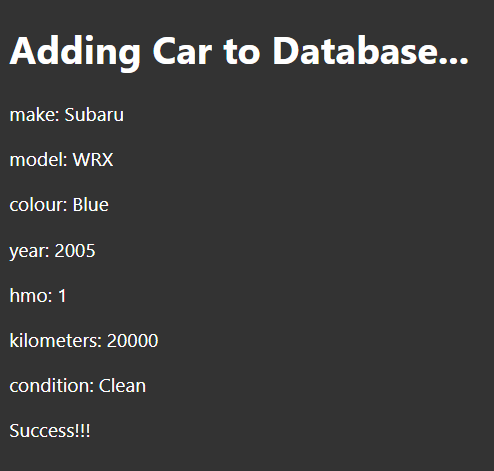 Adding Car to Database...
make: Subaru
model: WRX
colour: Blue
year: 2005
hmo: 1
kilometers: 20000
condition: Clean
Success!!!